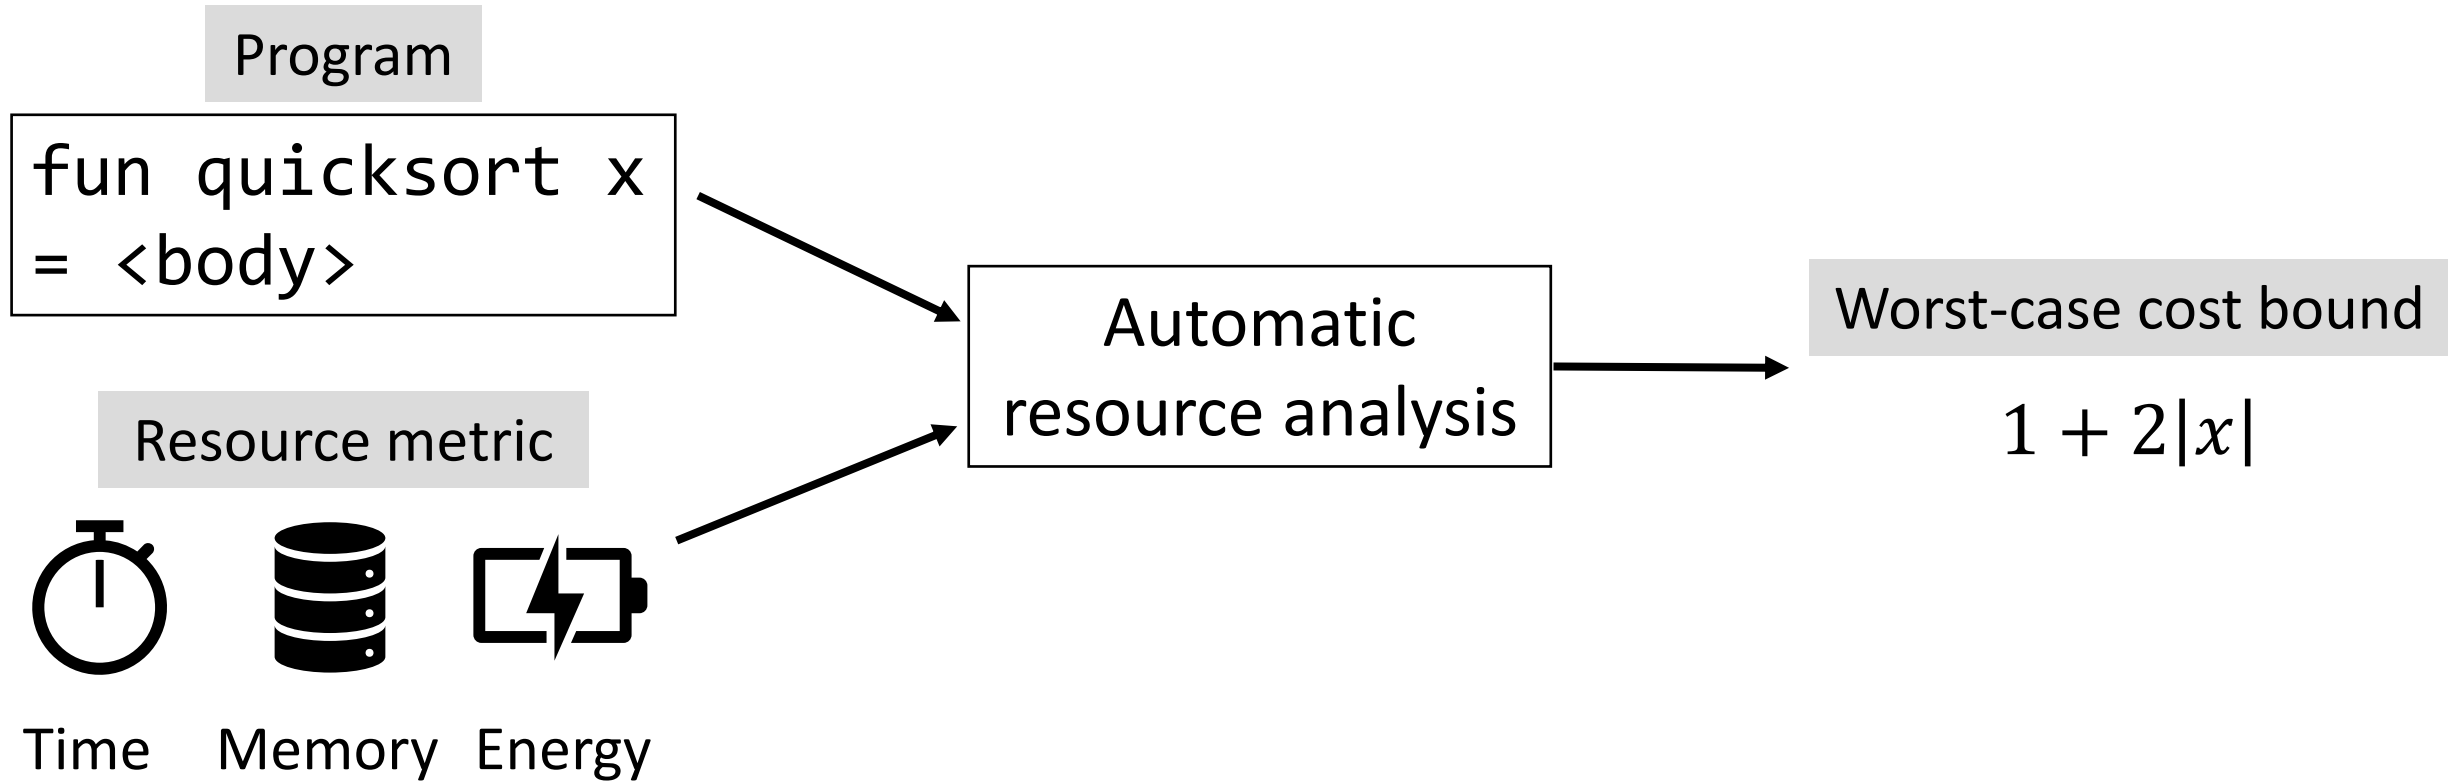 Program
fun quicksort x
= <body>
Resource metric
Time
Memory
Energy
Automatic
resource analysis
Worst-case cost bound
1 + 2|x|